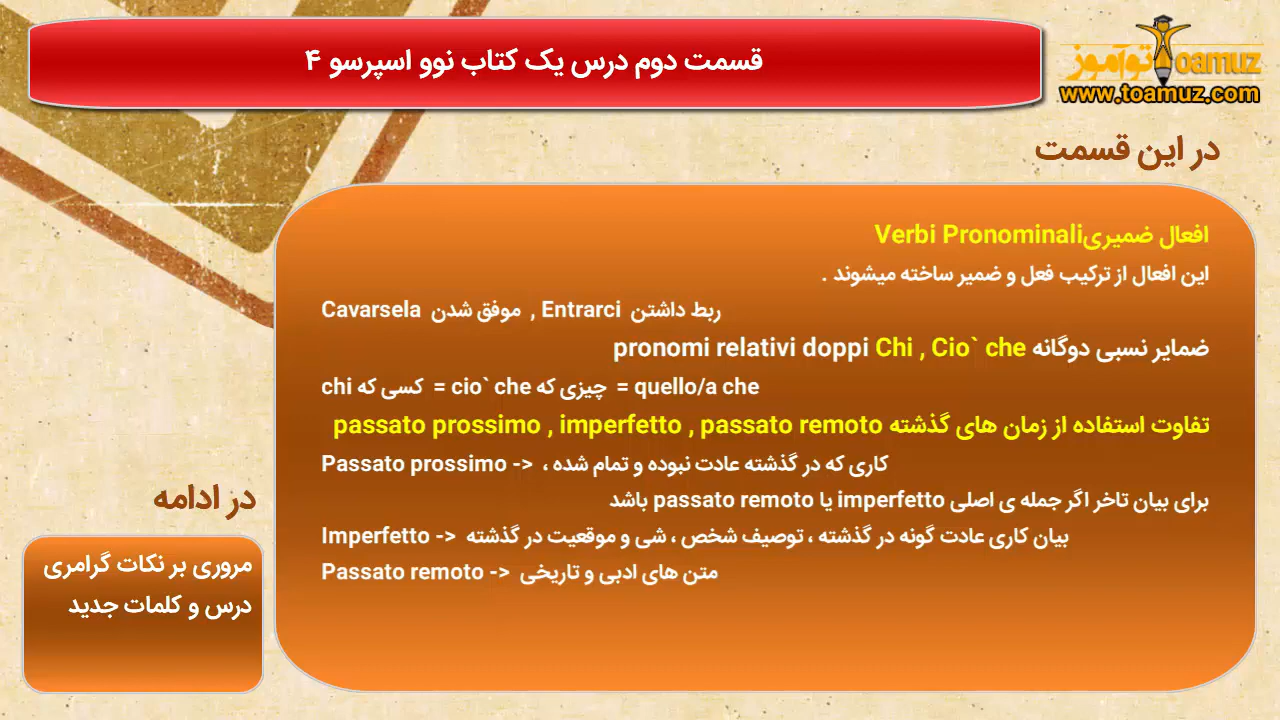 قسمت دوم درس یک کتاب نوو اسپرسو ۴
توآموز Toamuz
www.toamuz.com
در این قسمت
افعال ضمیریVerbi Pronominali
این افعال از ترکیب فعل و ضمیر ساخته میشوند .
Cavarsela موفق شدن , Entrarci ربط داشتن
ضمایر نسبی دوگانه pronomi relativi doppi Chi , Cio` che
chi کسی که = cio` che چیزی که = quello/a che
تفاوت استفاده از زمان های گذشته passato prossimo , imperfetto , passato remoto
Passato prossimo -> کاری که در گذشته عادت نبوده و تمام شده ،
برای بیان تاخر اگر جمله ی اصلی imperfetto یا passato remoto باشد
Imperfetto -> بیان کاری عادت گونه در گذشته ، توصیف شخص ، شی و موقعیت در گذشته
Passato remoto -> متن های ادبی و تاریخی
در ادامه
مروری بر نکات گرامری
درس و کلمات جدید